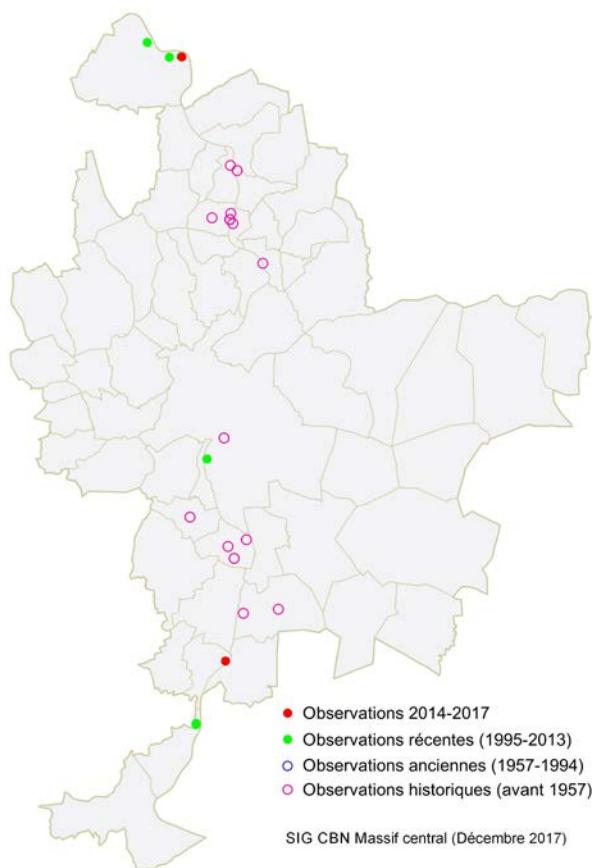 Observations 2014-2017
Observations récentes (1995-2013)
Observations anciennes (1957-1994)
Observations historiques (avant 1957)
SIG CBN Massif central (Décembre 2017)